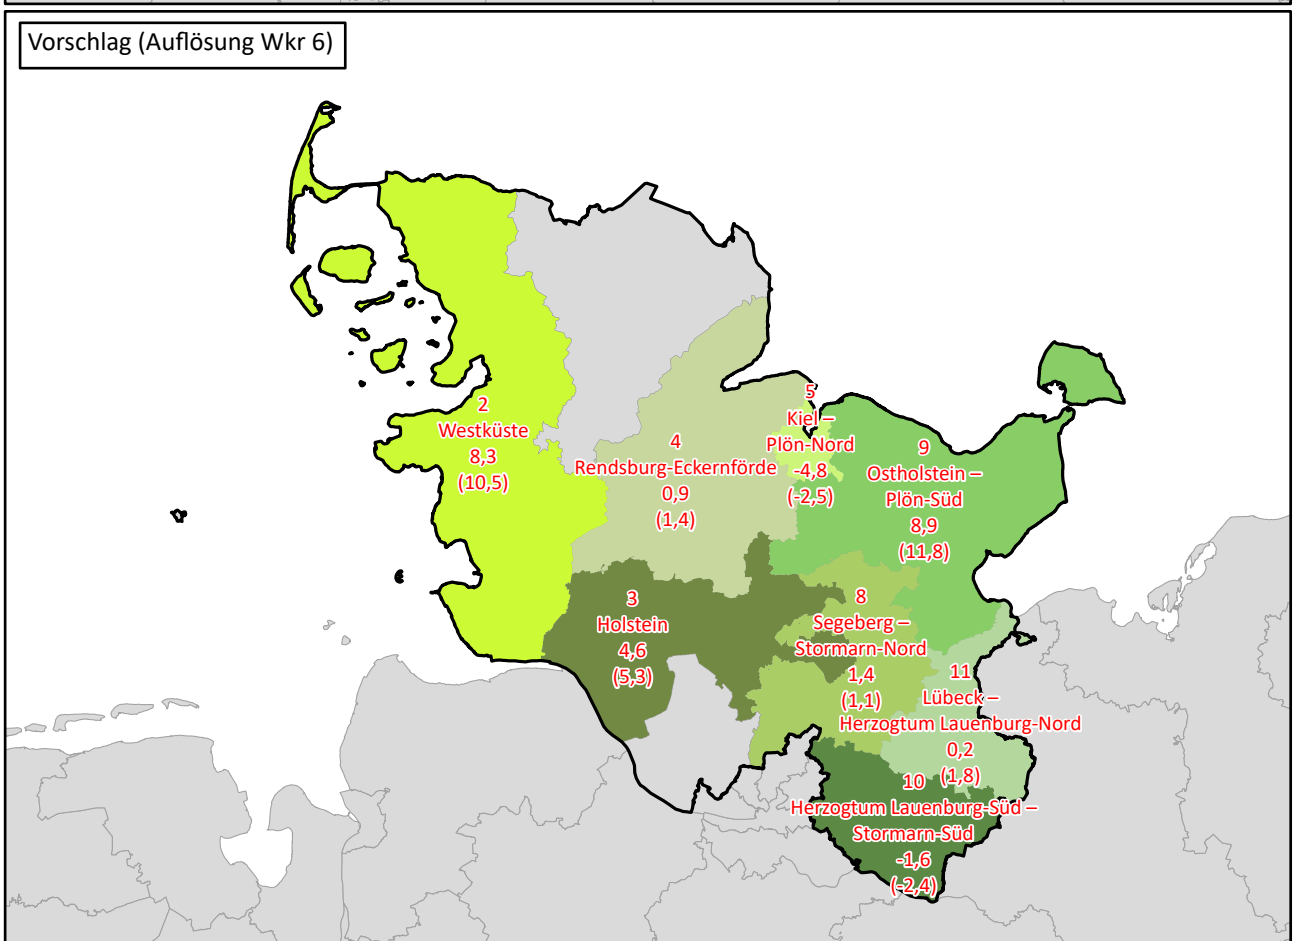 Vorschlag (Auflösung Wkr 6)
2
Westküste
8,3
(10,5)
4
Rendsburg-Eckernförde
0,9
(1,4)
5
Kiel –
Plön-Nord
-4,8
(-2,5)
9
Ostholstein –
Plön-Süd
8,9
(11,8)
3
Holstein
4,6
(5,3)
8
Segeberg –
Stormarn-Nord
1,4
(1,1)
11
Lübeck –
Herzogtum Lauenburg-Nord
0,2
(1,8)
10
Herzogtum Lauenburg-Süd –
Stormarn-Süd
-1,6
(-2,4)